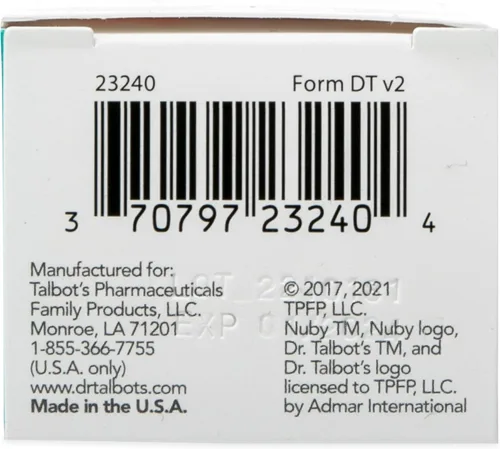 23240 Form DT v2
3 70797 23240 4
Manufactured for:
Talbot's Pharmaceuticals
Family Products, LLC.
Monroe, LA 71201
1-855-366-7755
(U.S.A. only)
www.drtalbots.com
Made in the U.S.A.
LOT
EXP
© 2017, 2021
TPFP, LLC.
Nuby TM, Nuby logo,
Dr. Talbot's TM, and
Dr. Talbot's logo
licensed to TPFP, LLC.
by Admar International